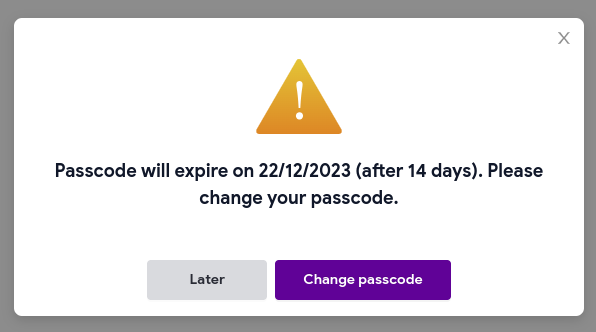 X
!
Passcode will expire on 22/12/2023 (after 14 days). Please
change your passcode.
Later
Change passcode